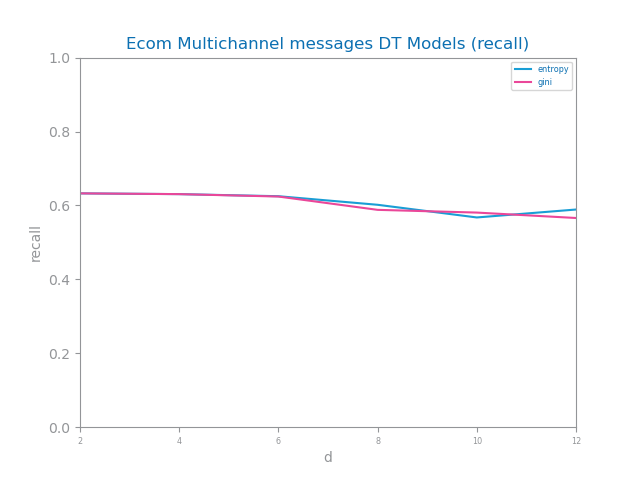 Ecom Multichannel messages DT Models (recall)
1.0
0.8
0.6
0.4
0.2
0.0
recall
entropy
gini
2 4 6 8 10 12
d